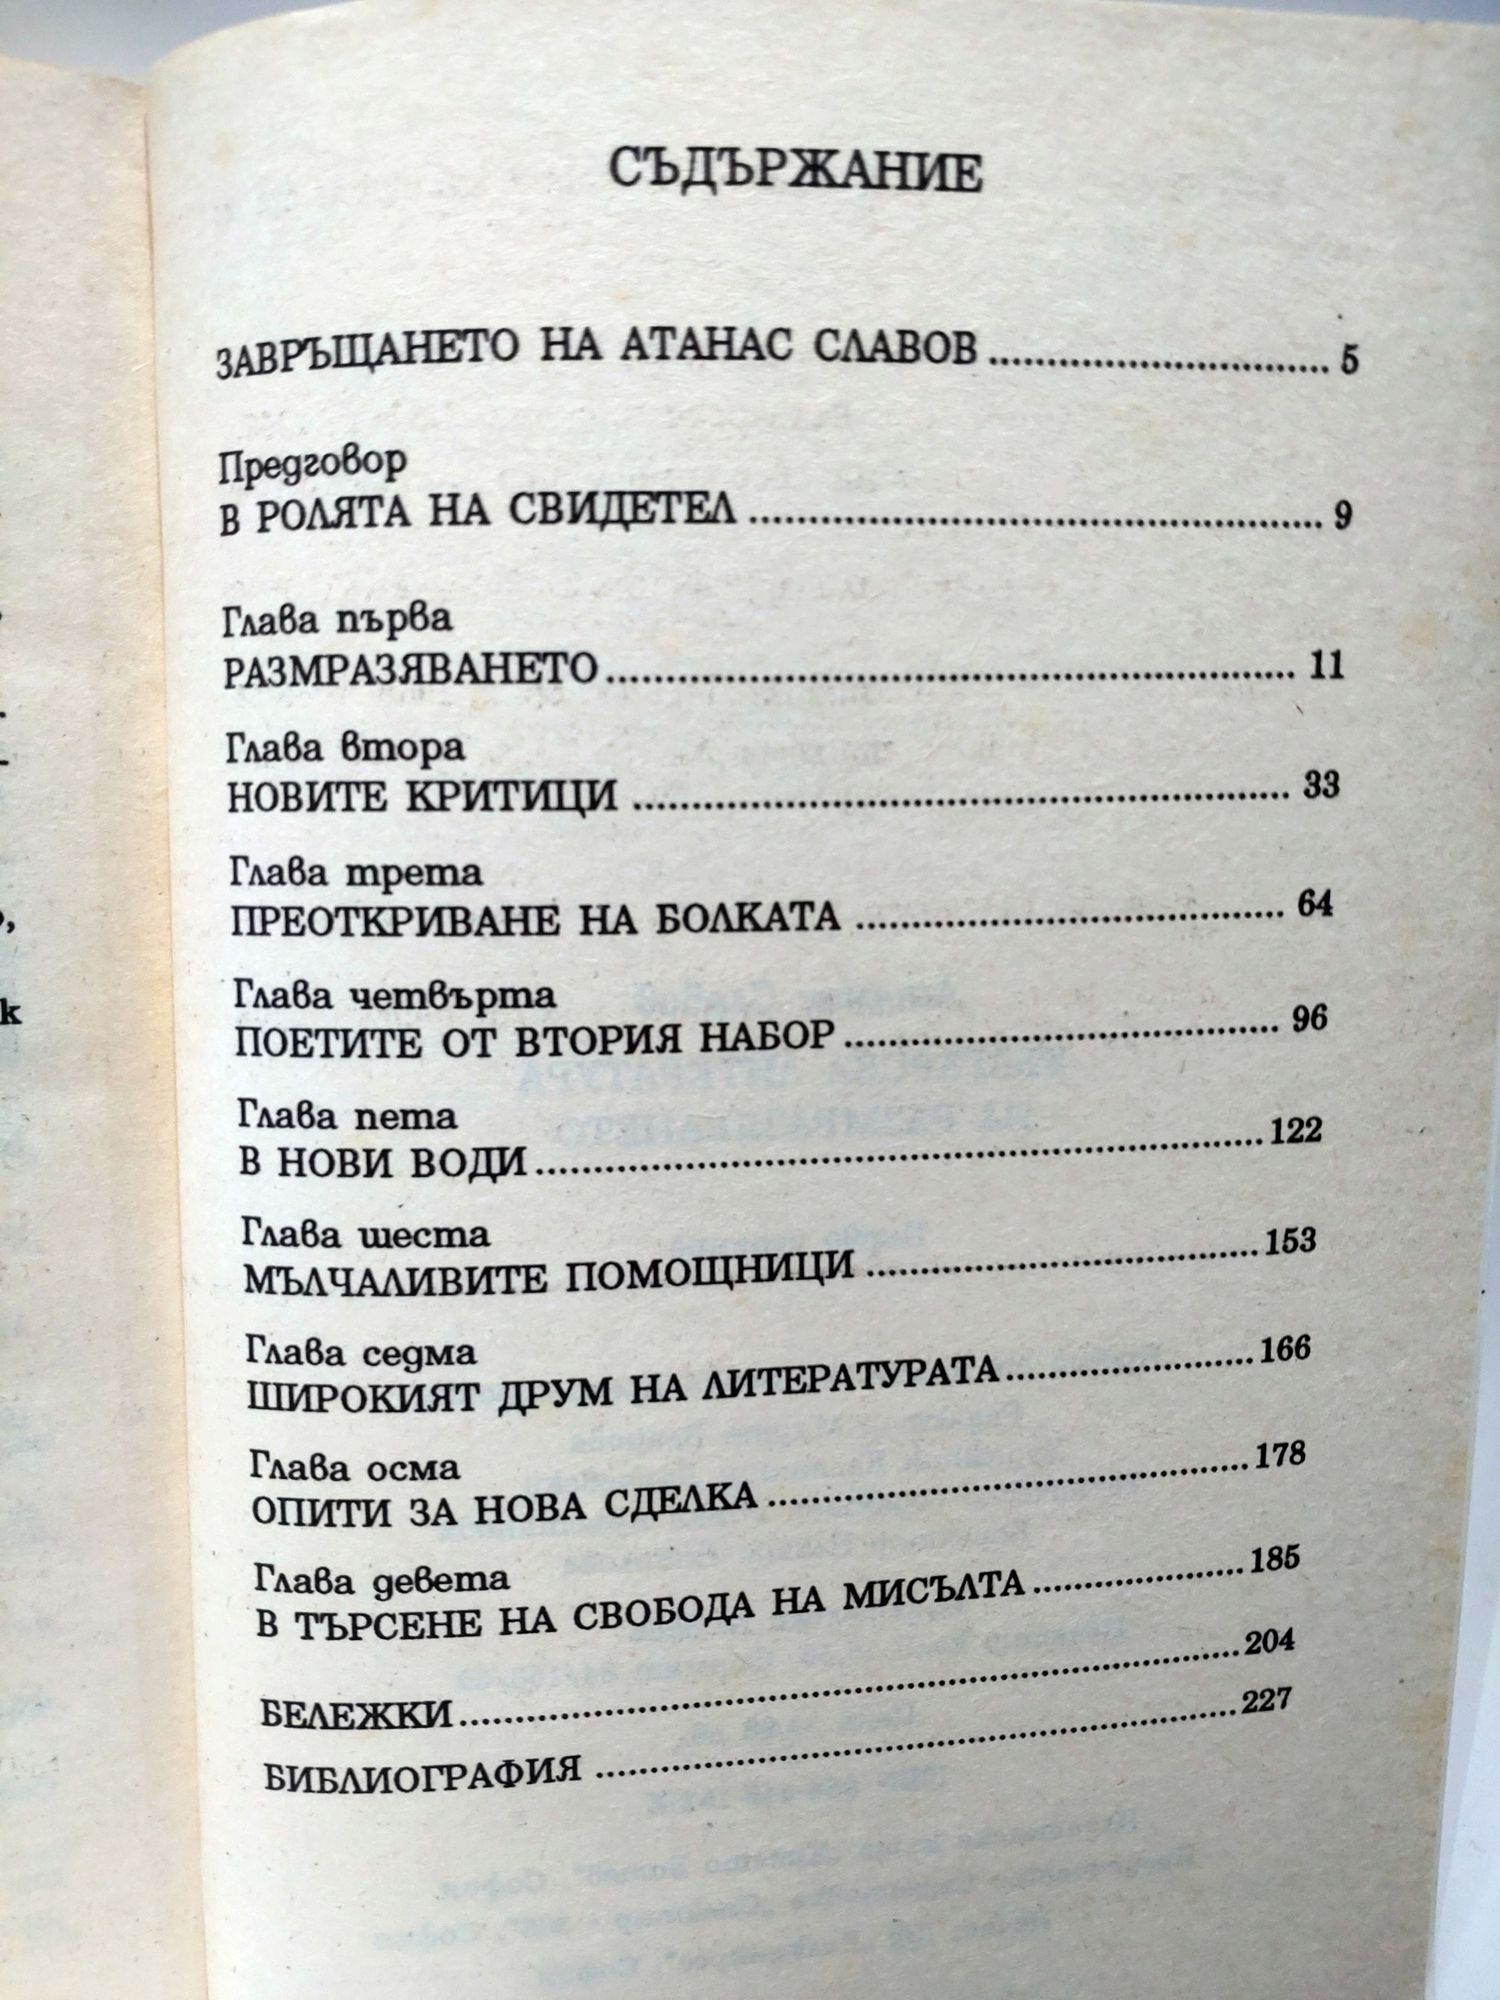 СЪДЪРЖАНИЕ
ЗАВРЪЩАНЕТО НА АТАНАС СЛАВОВ .............................. 5
Предговор
В РОЛЯТА НА СВИДЕТЕЛ .............................. 9
Глава първа
РАЗМРАЗЯВАНЕТО .............................. 11
Глава втора
НОВИТЕ КРИТИЦИ .............................. 33
Глава трета
ПРЕОТКРИВАНЕ НА БОЛКАТА .............................. 64
Глава четвърта
ПОЕТИТЕ ОТ ВТОРИЯ НАБОР .............................. 96
Глава пета
В НОВИ ВОДИ .............................. 122
Глава шеста
МЪЛЧАЛИВИТЕ ПОМОЩНИЦИ .............................. 153
Глава седма
ШИРОКИЯТ ДРУМ НА ЛИТЕРАТУРАТА .............................. 166
Глава осма
ОПИТИ ЗА НОВА СДЕЛКА .............................. 178
Глава девета
В ТЪРСЕНЕ НА СВОБОДА НА МИСЪЛТА .............................. 185
БЕЛЕЖКИ .............................. 204
БИБЛИОГРАФИЯ .............................. 227